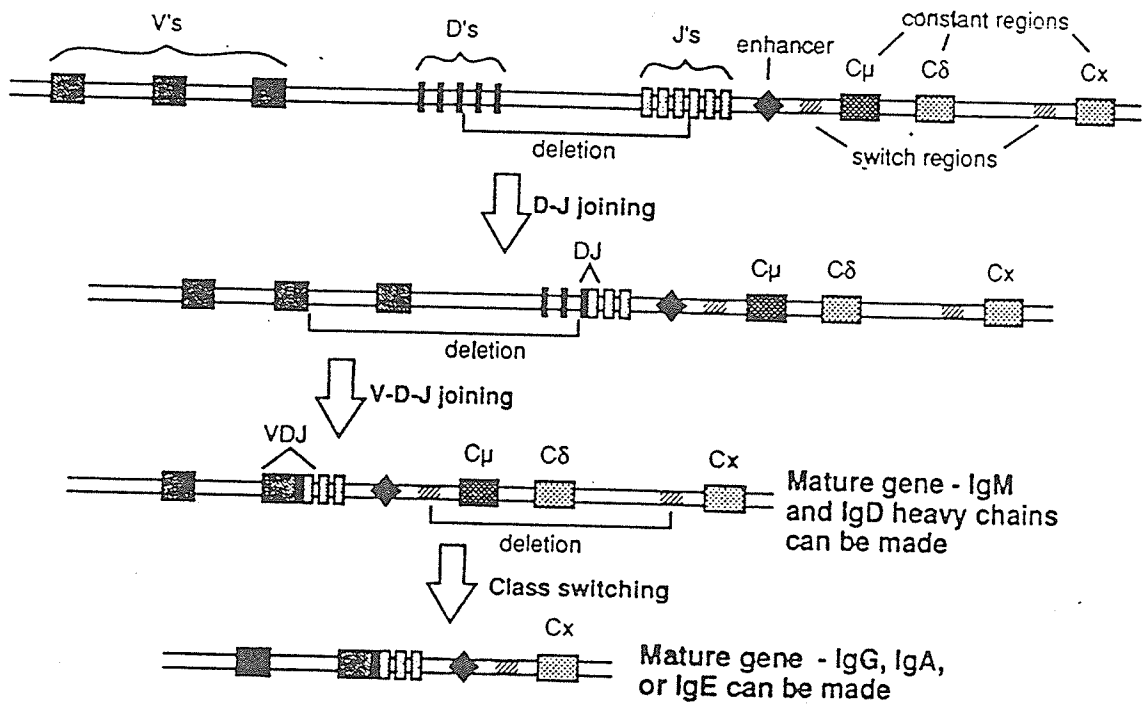 V's
D's
J's
enhancer
constant regions
Cμ
Cδ
Cx
deletion
switch regions
D-J joining
DJ
Cμ
Cδ
Cx
deletion
V-D-J joining
VDJ
Cμ
Cδ
Cx
Mature gene - IgM
and IgD heavy chains
can be made
deletion
Class switching
Cx
Mature gene - IgG, IgA,
or IgE can be made